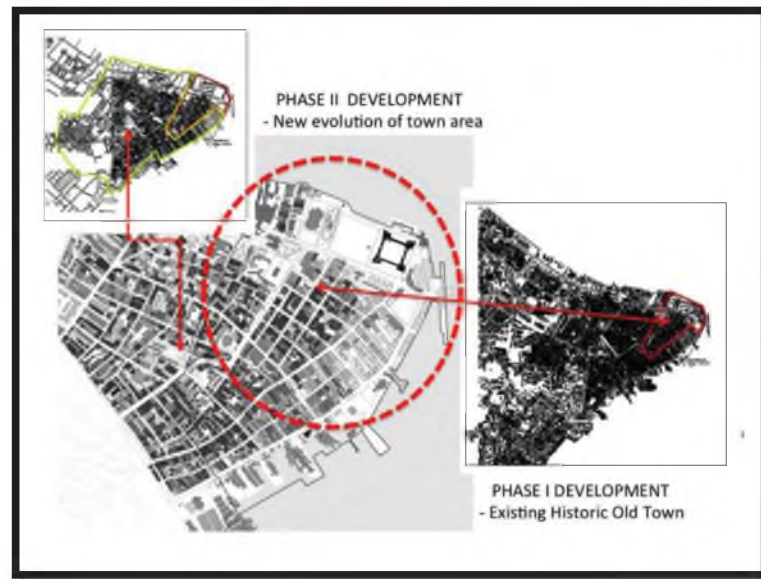 PHASE II DEVELOPMENT
- New evolution of town area
PHASE I DEVELOPMENT
- Existing Historic Old Town